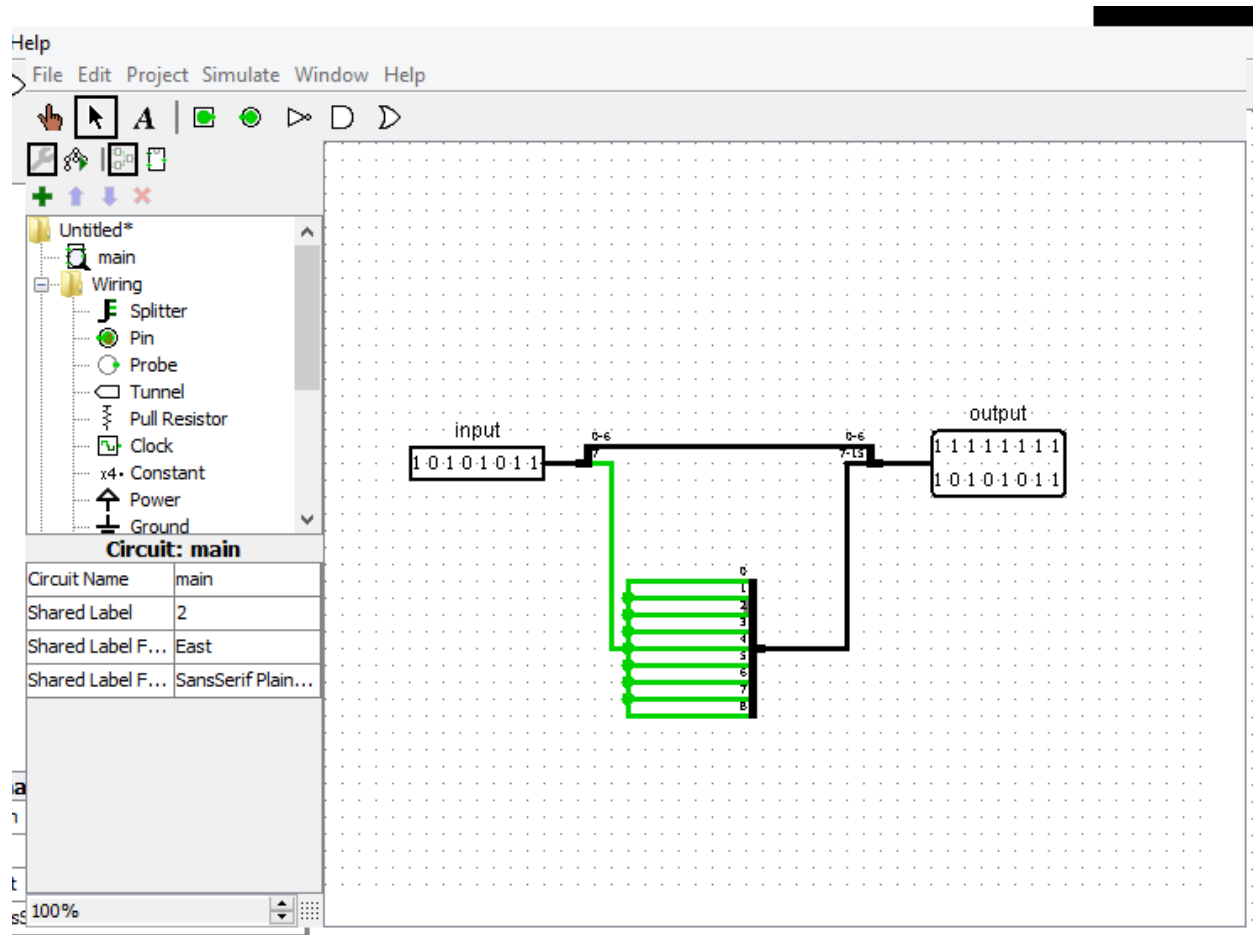 Help
File Edit Project Simulate Window Help
A
Untitled*
main
Wiring
Splitter
Pin
Probe
Tunnel
Pull Resistor
Clock
x4 Constant
Power
Ground
Circuit: main
Circuit Name main
Shared Label 2
Shared Label F... East
Shared Label F... SansSerif Plain...
100%
input
1 0 1 0 1 0 1 1
0-6
7
0-6
7-15
output
1 1 1 1 1 1 1 1
1 0 1 0 1 0 1 1
0
1
2
3
4
5
6
7
8